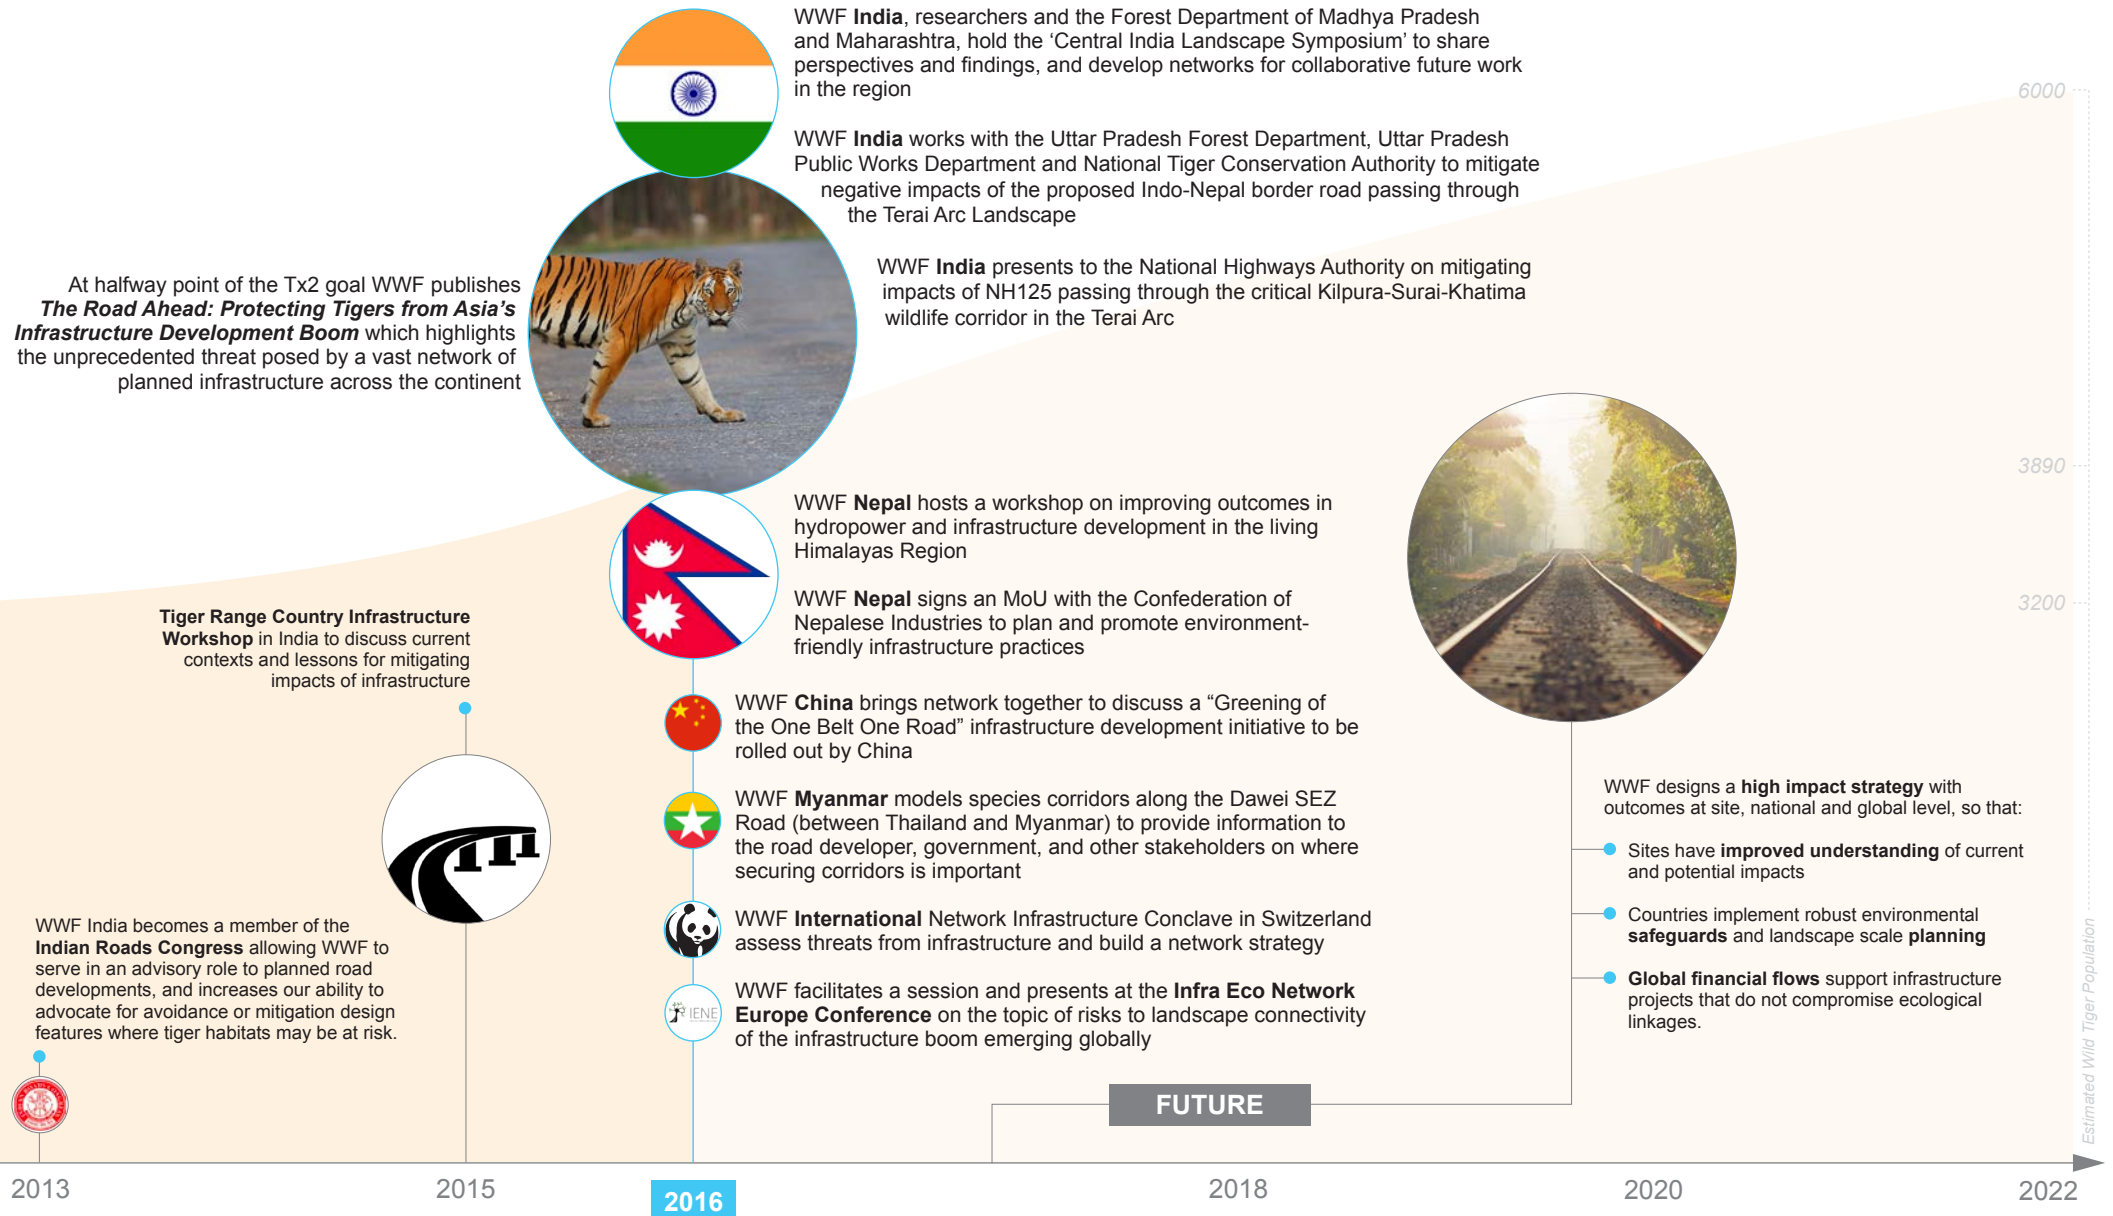 WWF India, researchers and the Forest Department of Madhya Pradesh
and Maharashtra, hold the ‘Central India Landscape Symposium’ to share
perspectives and findings, and develop networks for collaborative future work
in the region
WWF India works with the Uttar Pradesh Forest Department, Uttar Pradesh
Public Works Department and National Tiger Conservation Authority to mitigate
negative impacts of the proposed Indo-Nepal border road passing through
the Terai Arc Landscape
WWF India presents to the National Highways Authority on mitigating
impacts of NH125 passing through the critical Kilpura-Surai-Khatima
wildlife corridor in the Terai Arc
At halfway point of the Tx2 goal WWF publishes
The Road Ahead: Protecting Tigers from Asia’s
Infrastructure Development Boom which highlights
the unprecedented threat posed by a vast network of
planned infrastructure across the continent
WWF Nepal hosts a workshop on improving outcomes in
hydropower and infrastructure development in the living
Himalayas Region
WWF Nepal signs an MoU with the Confederation of
Nepalese Industries to plan and promote environment-
friendly infrastructure practices
Tiger Range Country Infrastructure
Workshop in India to discuss current
contexts and lessons for mitigating
impacts of infrastructure
WWF China brings network together to discuss a “Greening of
the One Belt One Road” infrastructure development initiative to be
rolled out by China
WWF Myanmar models species corridors along the Dawei SEZ
Road (between Thailand and Myanmar) to provide information to
the road developer, government, and other stakeholders on where
securing corridors is important
WWF International Network Infrastructure Conclave in Switzerland
assess threats from infrastructure and build a network strategy
IENE
WWF facilitates a session and presents at the Infra Eco Network
Europe Conference on the topic of risks to landscape connectivity
of the infrastructure boom emerging globally
WWF India becomes a member of the
Indian Roads Congress allowing WWF to
serve in an advisory role to planned road
developments, and increases our ability to
advocate for avoidance or mitigation design
features where tiger habitats may be at risk.
WWF designs a high impact strategy with
outcomes at site, national and global level, so that:
Sites have improved understanding of current
and potential impacts
Countries implement robust environmental
safeguards and landscape scale planning
Global financial flows support infrastructure
projects that do not compromise ecological
linkages.
6000
3890
3200
Estimated Wild Tiger Population
FUTURE
2013
2015
2016
2018
2020
2022